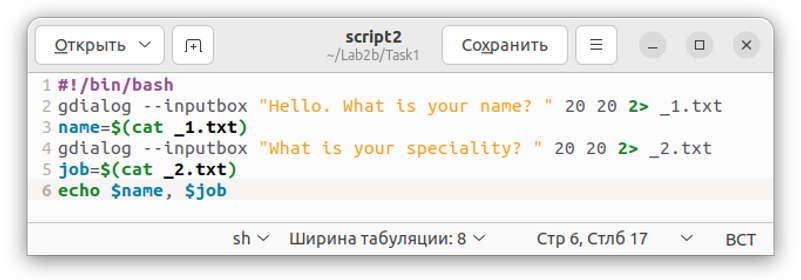 Открыть
script2
~/Lab2b/Task1
Сохранить
1 #!/bin/bash
2 gdialog --inputbox "Hello. What is your name? " 20 20 2> _1.txt
3 name=$(cat _1.txt)
4 gdialog --inputbox "What is your speciality? " 20 20 2> _2.txt
5 job=$(cat _2.txt)
6 echo $name, $job
sh Ширина табуляции: 8 Стр 6, Стлб 17 ВСТ